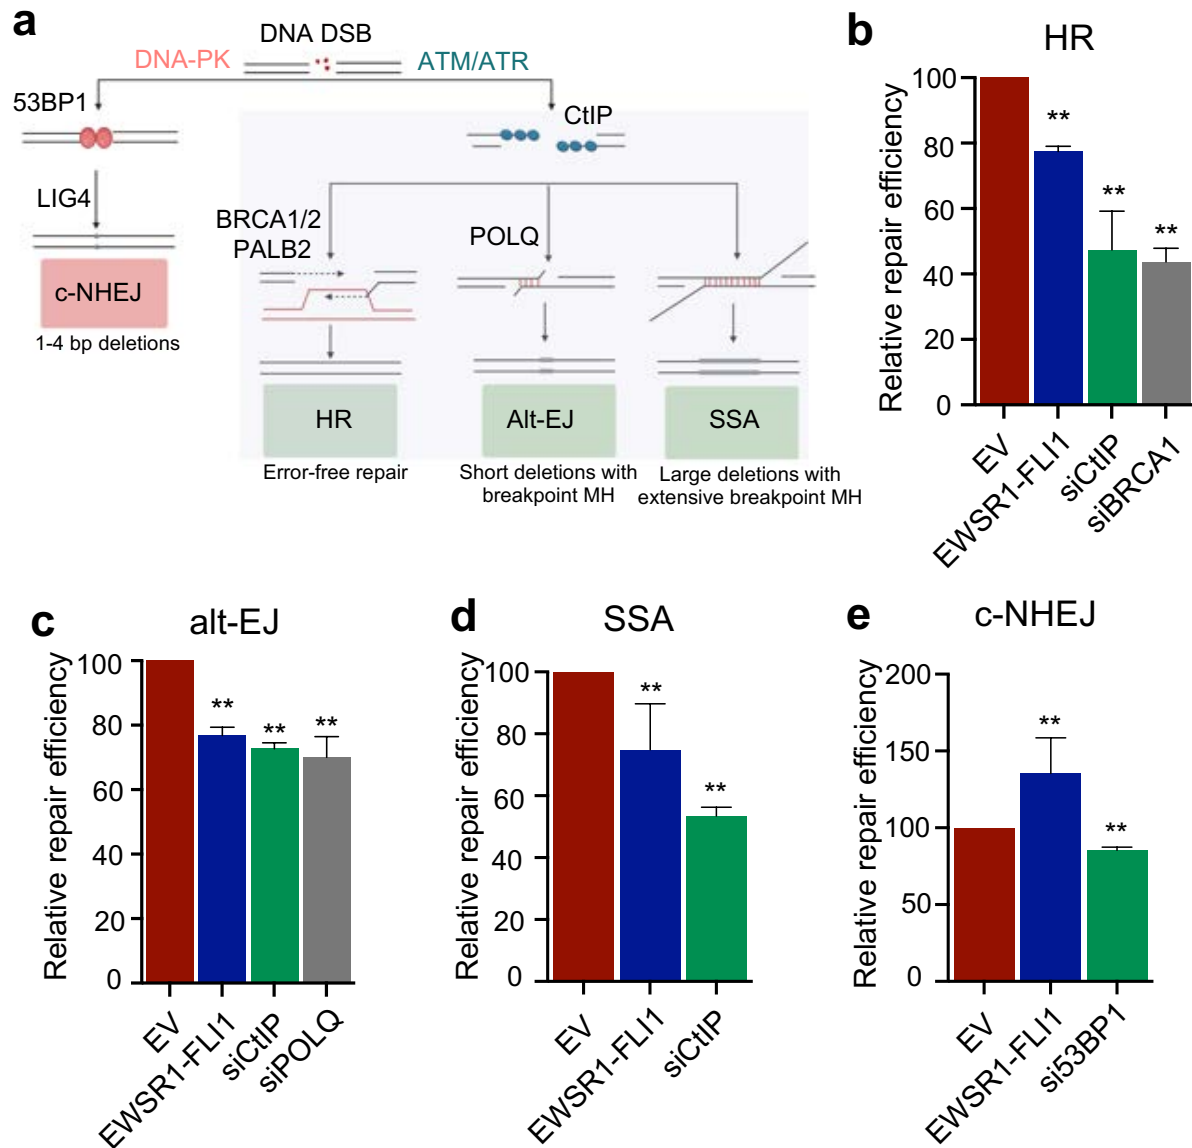 a
DNA DSB
DNA-PK
ATM/ATR
53BP1
CtIP
LIG4
BRCA1/2
PALB2
POLQ
c-NHEJ
1-4 bp deletions
HR
Alt-EJ
SSA
Error-free repair
Short deletions with
breakpoint MH
Large deletions with
extensive breakpoint MH
b
HR
Relative repair efficiency
100
80
60
40
20
0
**
**
**
EV
EWSR1-FLI1
siCtIP
siBRCA1
c
alt-EJ
Relative repair efficiency
100
80
60
40
20
0
**
**
**
EV
EWSR1-FLI1
siCtIP
siPOLQ
d
SSA
Relative repair efficiency
100
80
60
40
20
0
**
**
EV
EWSR1-FLI1
siCtIP
e
c-NHEJ
Relative repair efficiency
200
150
100
50
0
**
**
EV
EWSR1-FLI1
si53BP1